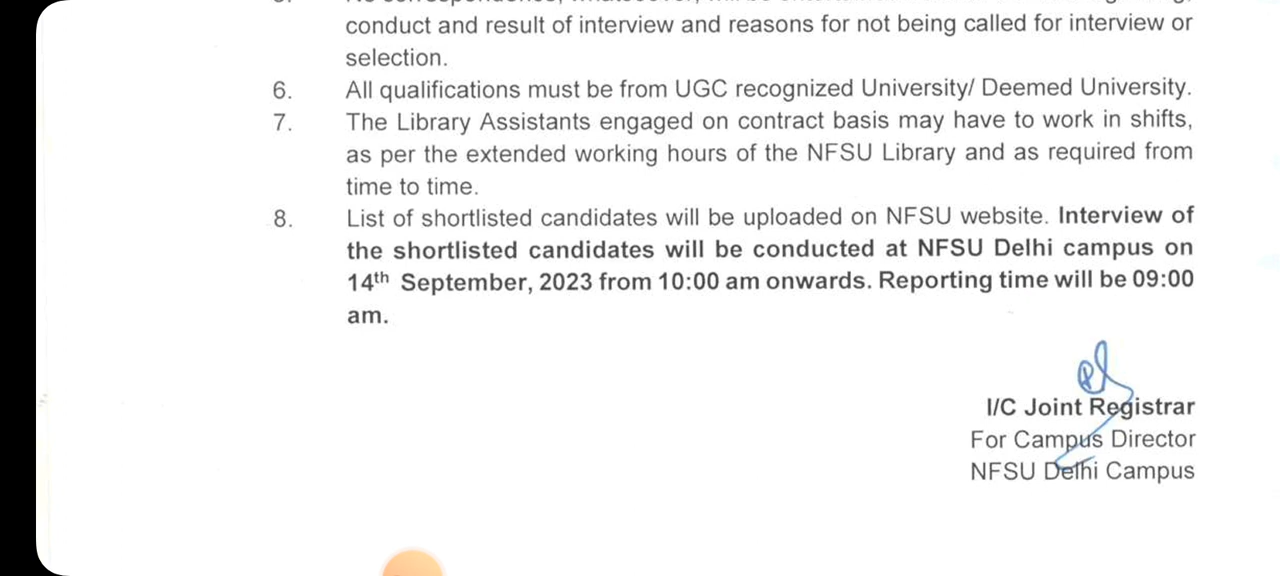 conduct and result of interview and reasons for not being called for interview or
selection.
6. All qualifications must be from UGC recognized University/ Deemed University.
7. The Library Assistants engaged on contract basis may have to work in shifts,
as per the extended working hours of the NFSU Library and as required from
time to time.
8. List of shortlisted candidates will be uploaded on NFSU website. Interview of
the shortlisted candidates will be conducted at NFSU Delhi campus on
14th September, 2023 from 10:00 am onwards. Reporting time will be 09:00
am.
I/C Joint Registrar
For Campus Director
NFSU Delhi Campus